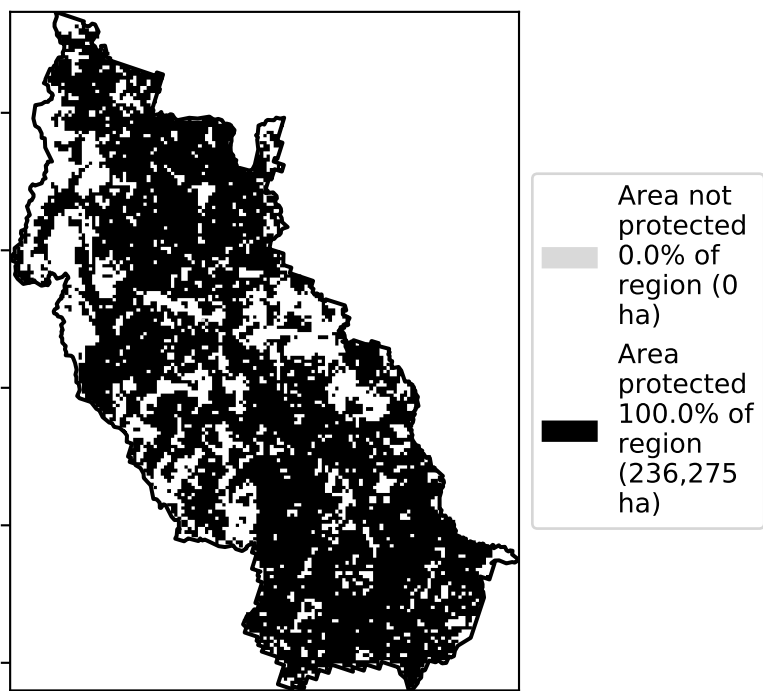 Area not
protected
0.0% of
region (0
ha)
Area
protected
100.0% of
region
(236,275
ha)